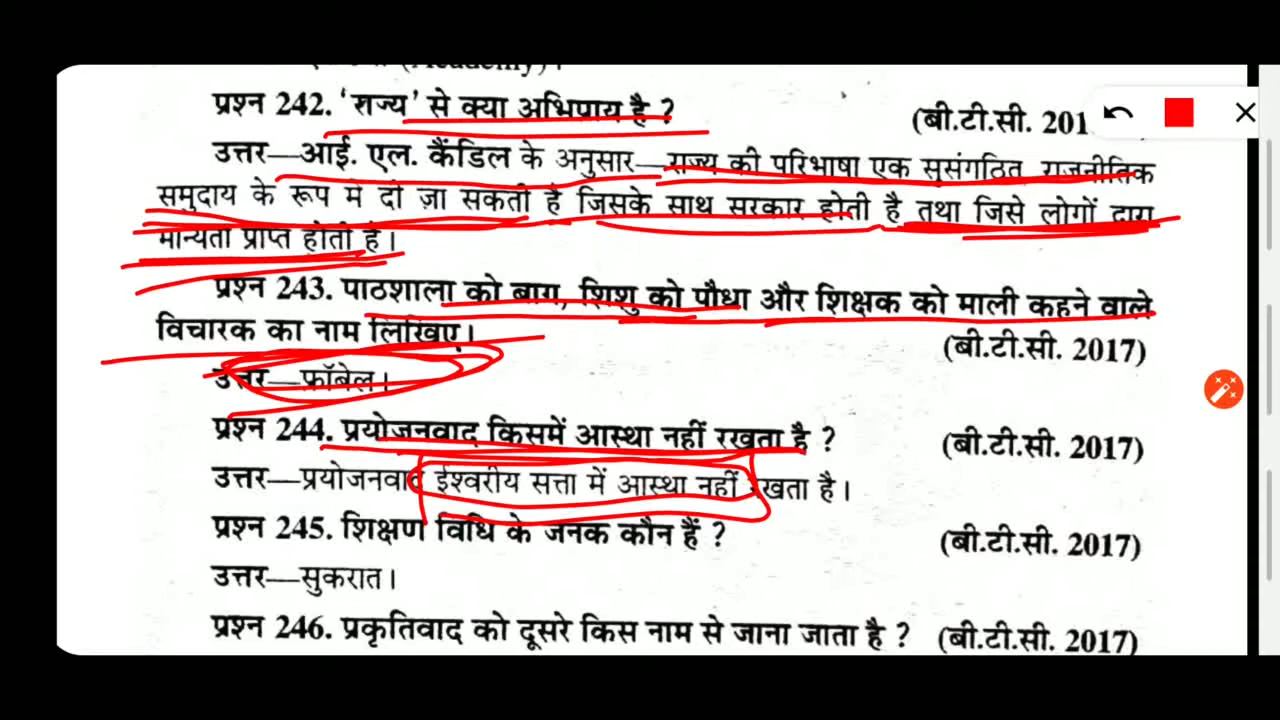 (Academy)।
प्रश्न 242. ‘राज्य’ से क्या अभिप्राय है ? (बी.टी.सी. 201
उत्तर—आई. एल. कैंडिल के अनुसार—राज्य की परिभाषा एक सुसंगठित राजनीतिक
समुदाय के रूप में दी जा सकती है जिसके साथ सरकार होती है तथा जिसे लोगों द्वारा
मान्यता प्राप्त होती है।
प्रश्न 243. पाठशाला को बाग, शिशु को पौधा और शिक्षक को माली कहने वाले
विचारक का नाम लिखिए। (बी.टी.सी. 2017)
उत्तर—फ्रॉबेल।
प्रश्न 244. प्रयोजनवाद किसमें आस्था नहीं रखता है ? (बी.टी.सी. 2017)
उत्तर—प्रयोजनवाद ईश्वरीय सत्ता में आस्था नहीं रखता है।
प्रश्न 245. शिक्षण विधि के जनक कौन हैं ? (बी.टी.सी. 2017)
उत्तर—सुकरात।
प्रश्न 246. प्रकृतिवाद को दूसरे किस नाम से जाना जाता है ? (बी.टी.सी. 2017)